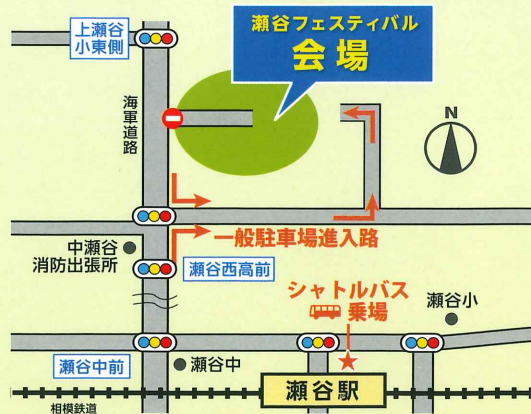 瀬谷フェスティバル
会場
上瀬谷
小東側
海軍道路
N
一般駐車場進入路
中瀬谷
消防出張所
瀬谷西高前
シャトルバス
乗場
瀬谷小
瀬谷中前
瀬谷中
瀬谷駅
相模鉄道